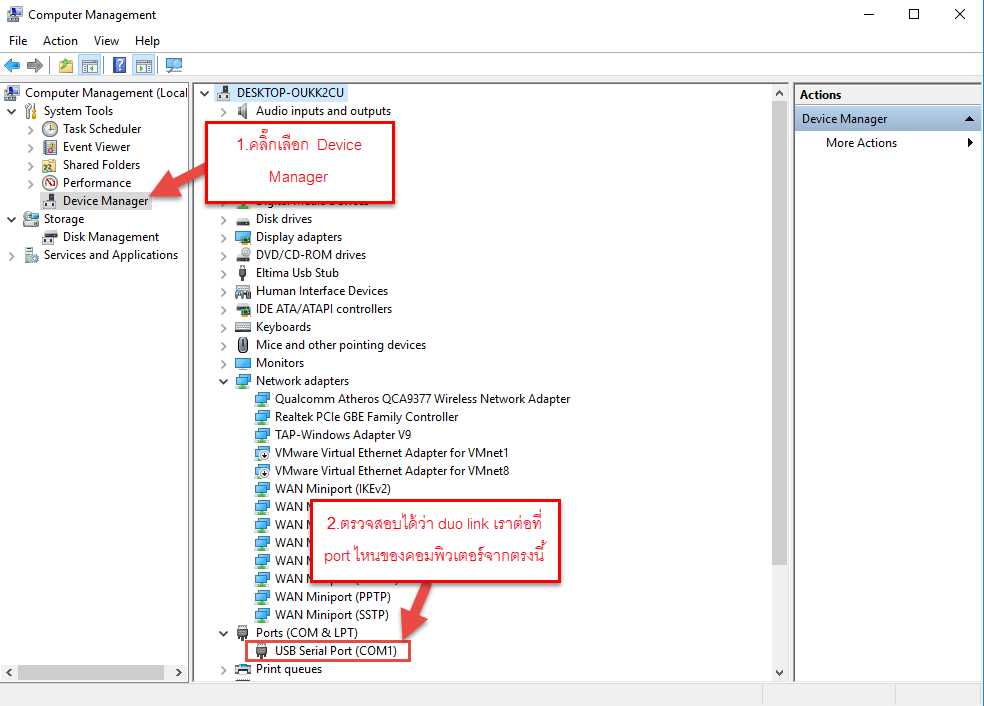 Computer Management
File Action View Help
Computer Management (Local
System Tools
Task Scheduler
Event Viewer
Shared Folders
Performance
Device Manager
Storage
Disk Management
Services and Applications
DESKTOP-OUKK2CU
Audio inputs and outputs
1.คลิ๊กเลือก Device
Manager
Digital Media Devices
Disk drives
Display adapters
DVD/CD-ROM drives
Eltima Usb Stub
Human Interface Devices
IDE ATA/ATAPI controllers
Keyboards
Mice and other pointing devices
Monitors
Network adapters
Qualcomm Atheros QCA9377 Wireless Network Adapter
Realtek PCIe GBE Family Controller
TAP-Windows Adapter V9
VMware Virtual Ethernet Adapter for VMnet1
VMware Virtual Ethernet Adapter for VMnet8
WAN Miniport (IKEv2)
WAN
WAN
WAN
WAN
WAN
2.ตรวจสอบได้ว่า duo link เราต่อที่
port ไหนของคอมพิวเตอร์จากตรงนี้
WAN Miniport (PPTP)
WAN Miniport (SSTP)
Ports (COM & LPT)
USB Serial Port (COM1)
Print queues
Actions
Device Manager
More Actions